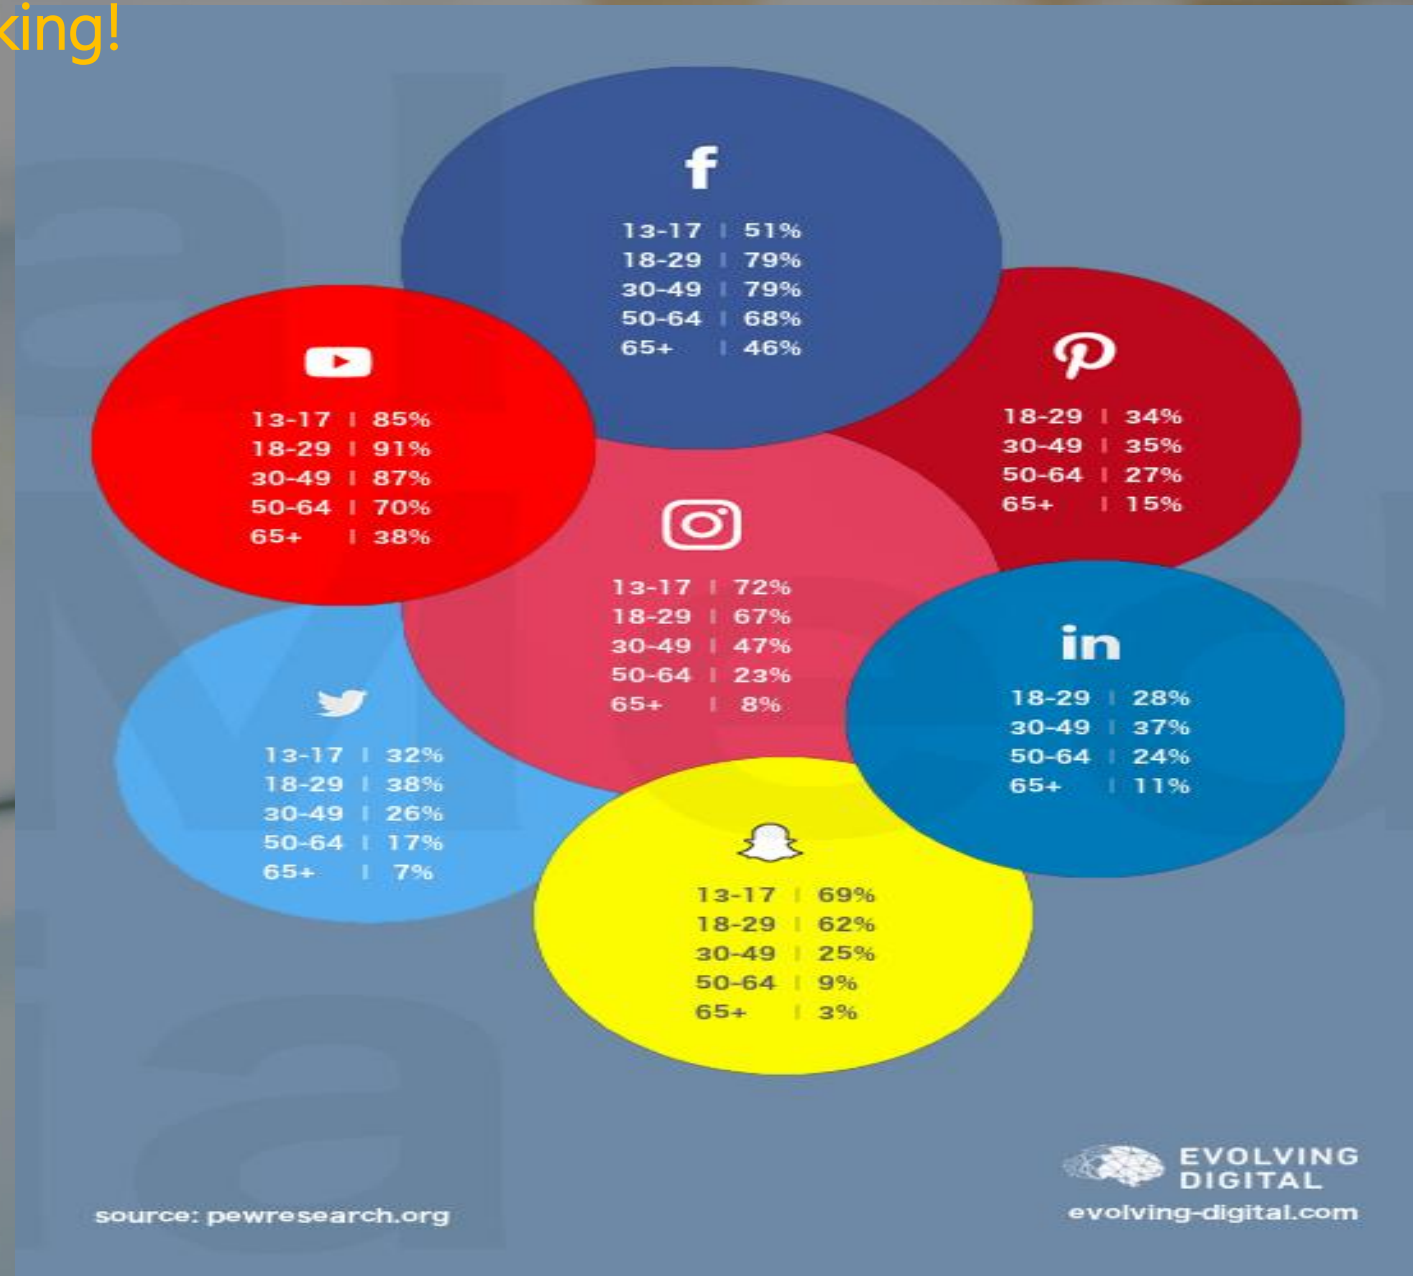 king!
f
13-17 | 51%
18-29 | 79%
30-49 | 79%
50-64 | 68%
65+ | 46%
13-17 | 85%
18-29 | 91%
30-49 | 87%
50-64 | 70%
65+ | 38%
18-29 | 34%
30-49 | 35%
50-64 | 27%
65+ | 15%
13-17 | 72%
18-29 | 67%
30-49 | 47%
50-64 | 23%
65+ | 8%
in
18-29 | 28%
30-49 | 37%
50-64 | 24%
65+ | 11%
13-17 | 32%
18-29 | 38%
30-49 | 26%
50-64 | 17%
65+ | 7%
13-17 | 69%
18-29 | 62%
30-49 | 25%
50-64 | 9%
65+ | 3%
EVOLVING
DIGITAL
source: pewresearch.org
evolving-digital.com